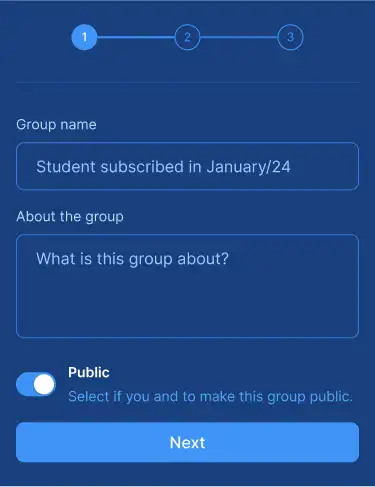 1 2 3
Group name
Student subscribed in January/24
About the group
What is this group about?
Public
Select if you and to make this group public.
Next